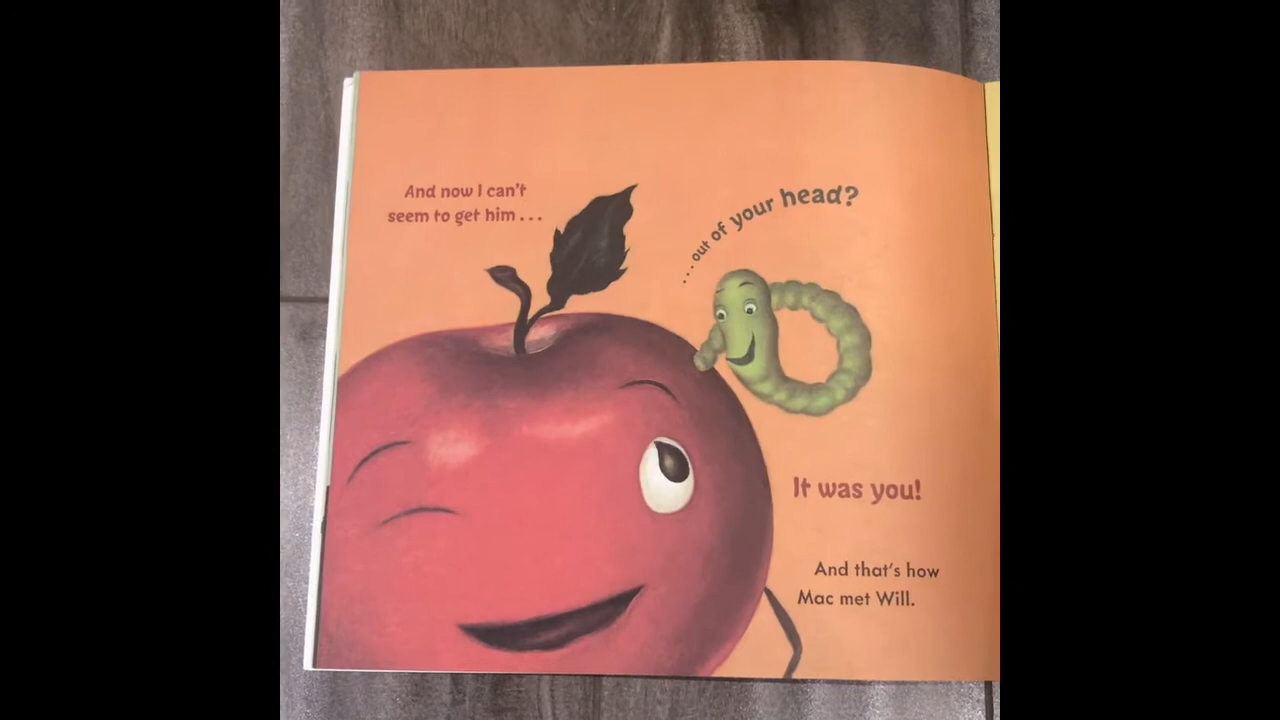 And now I can't
seem to get him...
...out of your head?
It was you!
And that's how
Mac met Will.